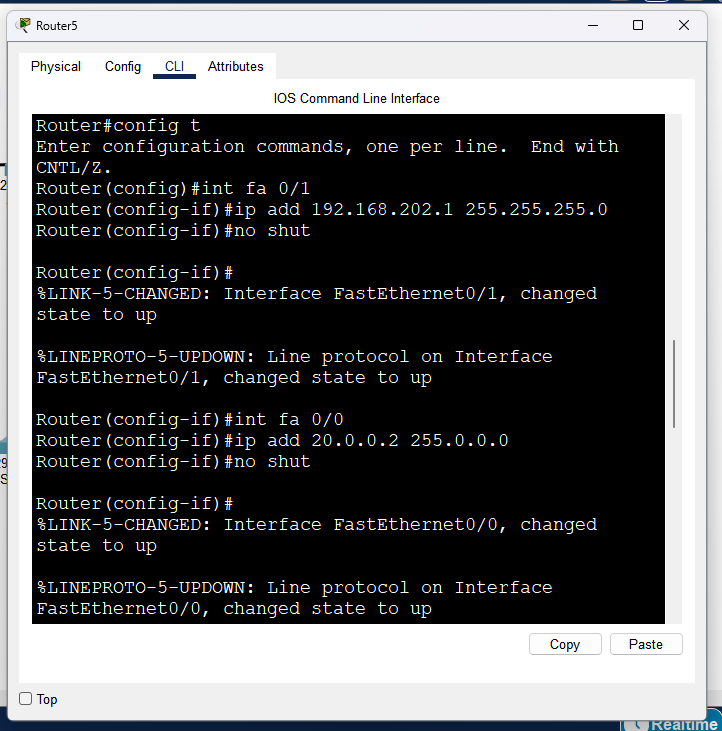 Router5
Physical Config CLI Attributes
IOS Command Line Interface
Router#config t
Enter configuration commands, one per line.  End with
CNTL/Z.
Router(config)#int fa 0/1
Router(config-if)#ip add 192.168.202.1 255.255.255.0
Router(config-if)#no shut
Router(config-if)#
%LINK-5-CHANGED: Interface FastEthernet0/1, changed
state to up
%LINEPROTO-5-UPDOWN: Line protocol on Interface
FastEthernet0/1, changed state to up
Router(config-if)#int fa 0/0
Router(config-if)#ip add 20.0.0.2 255.0.0.0
Router(config-if)#no shut
Router(config-if)#
%LINK-5-CHANGED: Interface FastEthernet0/0, changed
state to up
%LINEPROTO-5-UPDOWN: Line protocol on Interface
FastEthernet0/0, changed state to up
Copy Paste
Top
Realtime